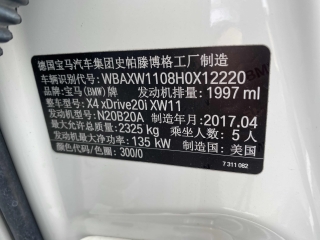 德国宝马汽车集团史帕滕博格工厂制造
车辆识别代号: WBAXW1108H0X12220
品牌: 宝马(BMW)牌 发动机排量: 1997 ml
整车型号: X4 xDrive20i XW11
发动机型号: N20B20A 制造年月: 2017.04
最大允许总质量: 2325 kg 乘坐人数: 5人
发动机最大净功率: 135 kW 制造国: 美国
颜色代码/色圈: 300/0
7 311 082